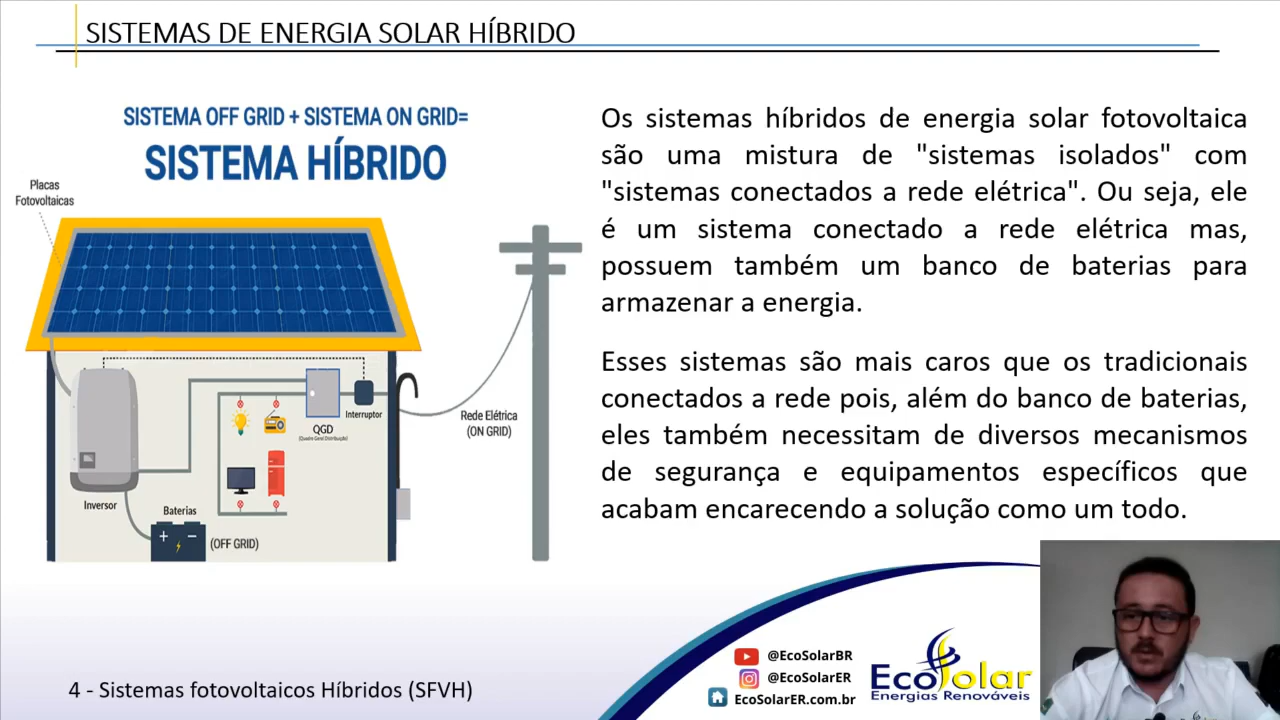 SISTEMAS DE ENERGIA SOLAR HÍBRIDO
SISTEMA OFF GRID + SISTEMA ON GRID=
SISTEMA HÍBRIDO
Placas
Fotovoltaicas
Interruptor
QGD
(Quadro Geral Distribuição)
Rede Elétrica
(ON GRID)
Inversor
Baterias
(OFF GRID)
Os sistemas híbridos de energia solar fotovoltaica
são uma mistura de "sistemas isolados" com
"sistemas conectados a rede elétrica". Ou seja, ele
é um sistema conectado a rede elétrica mas,
possuem também um banco de baterias para
armazenar a energia.
Esses sistemas são mais caros que os tradicionais
conectados a rede pois, além do banco de baterias,
eles também necessitam de diversos mecanismos
de segurança e equipamentos específicos que
acabam encarecendo a solução como um todo.
4 - Sistemas fotovoltaicos Híbridos (SFVH)
@EcoSolarBR
@EcoSolarER
EcoSolarER.com.br
EcoSolar
Energias Renováveis